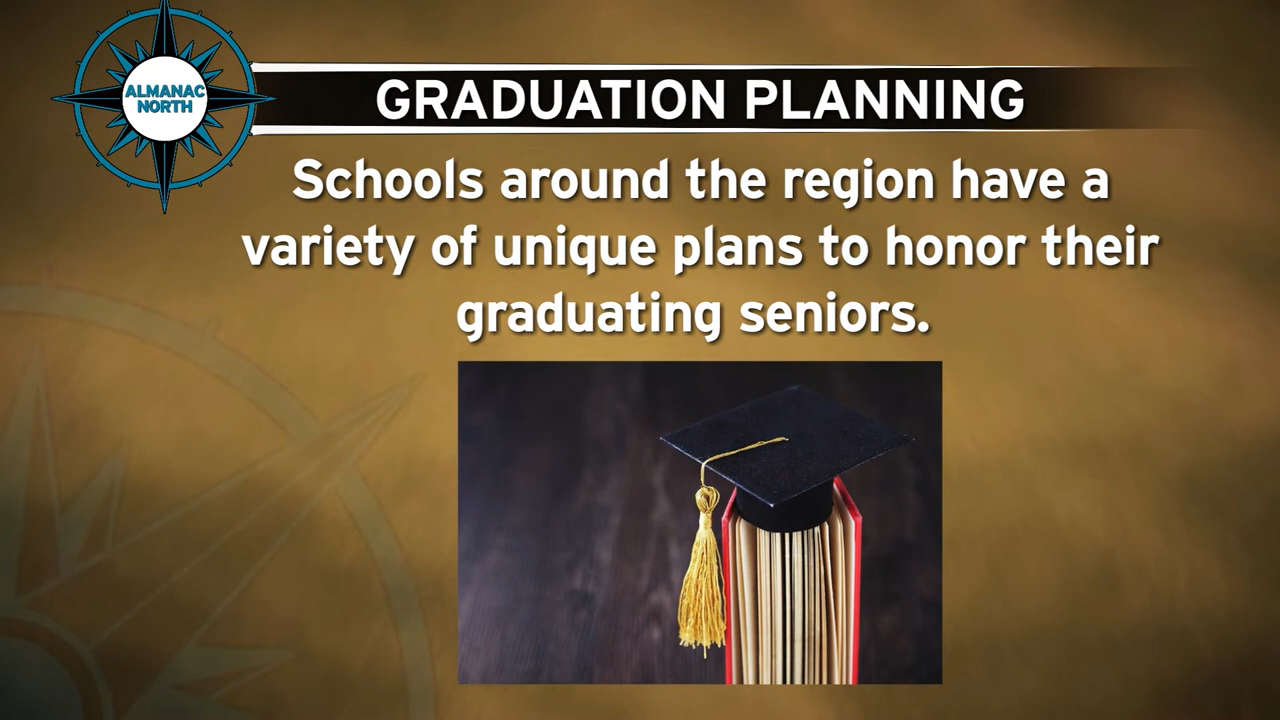 ALMANAC
NORTH
GRADUATION PLANNING
Schools around the region have a
variety of unique plans to honor their
graduating seniors.